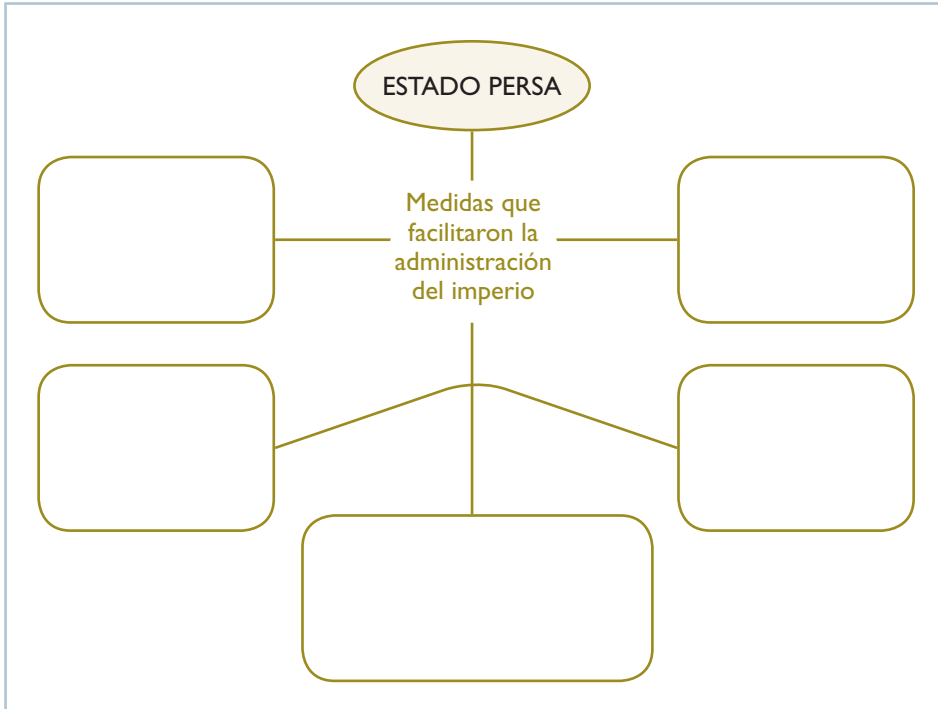 ESTADO PERSA
Medidas que
facilitaron la
administración
del imperio